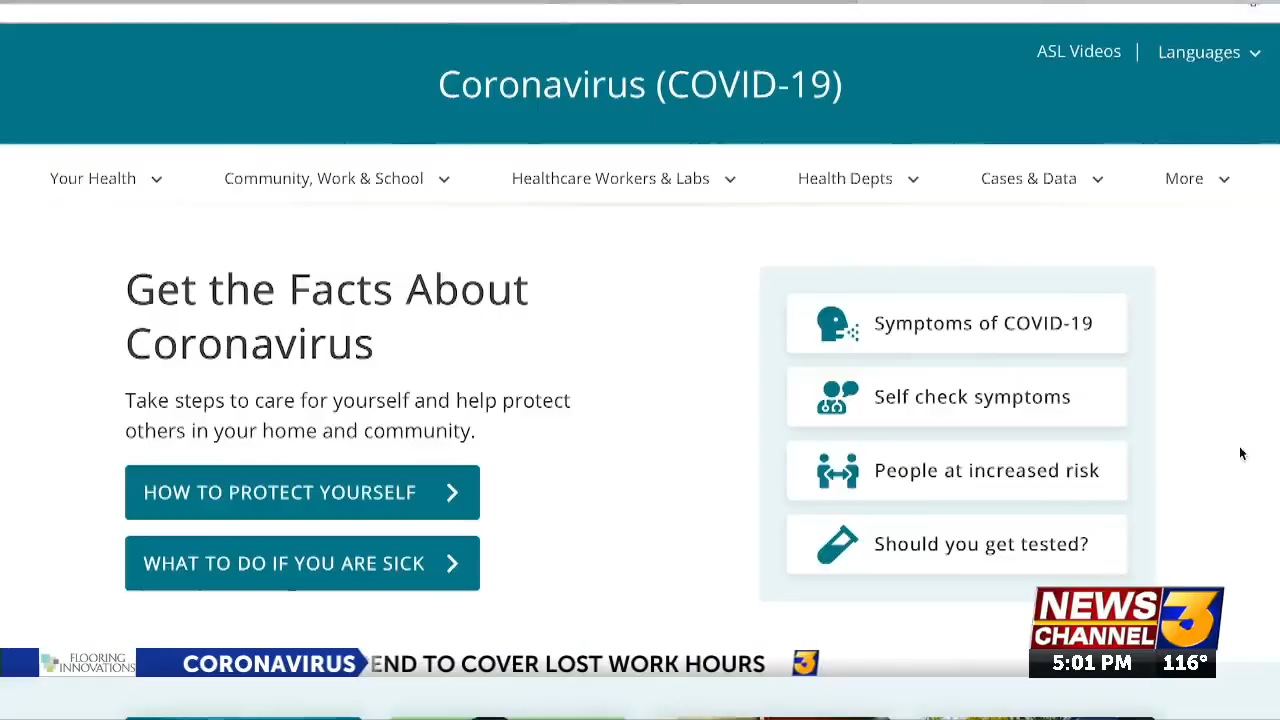 ASL Videos | Languages
Coronavirus (COVID-19)
Your Health
Community, Work & School
Healthcare Workers & Labs
Health Depts
Cases & Data
More
Get the Facts About
Coronavirus
Take steps to care for yourself and help protect
others in your home and community.
HOW TO PROTECT YOURSELF
WHAT TO DO IF YOU ARE SICK
Symptoms of COVID-19
Self check symptoms
People at increased risk
Should you get tested?
NEWS
CHANNEL 3
5:01 PM 116°
FLOORING
INNOVATIONS
CORONAVIRUS END TO COVER LOST WORK HOURS 3